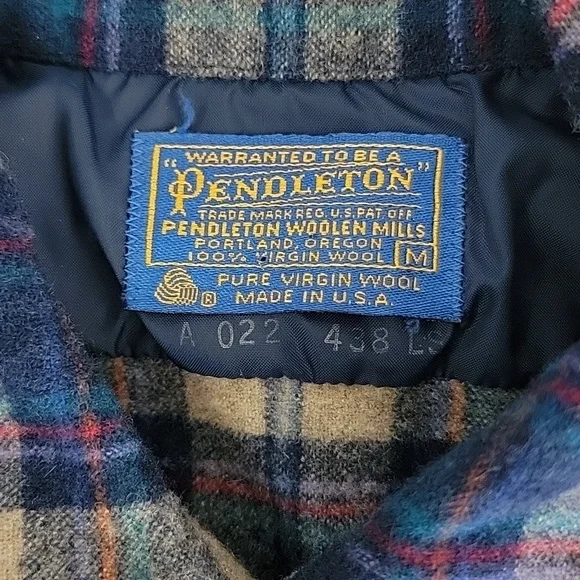 WARRANTED TO BE A
"PENDLETON"
TRADE MARK REG. U.S. PAT. OFF
PENDLETON WOOLEN MILLS
PORTLAND, OREGON
100% VIRGIN WOOL M
® PURE VIRGIN WOOL
MADE IN U.S.A.
A 022 438